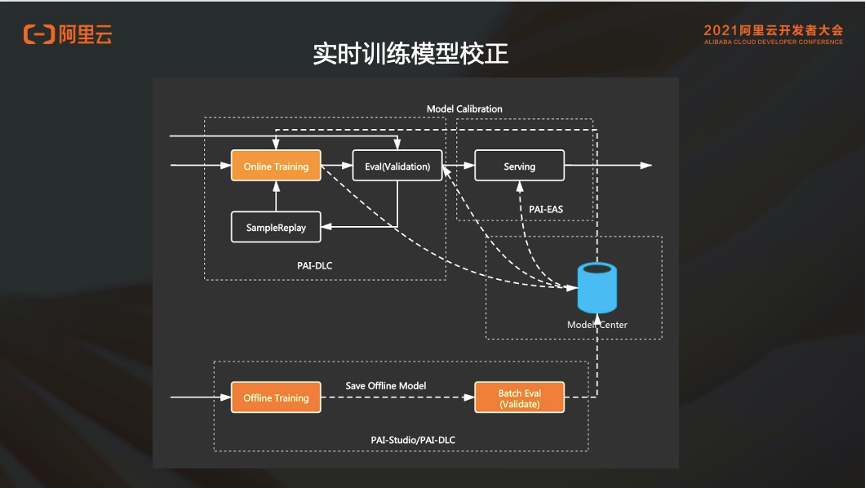 阿里云
2021阿里云开发者大会
ALIBABA CLOUD DEVELOPER CONFERENCE
实时训练模型校正
Model Calibration
Online Training
Eval(Validation)
Serving
SampleReplay
PAI-EAS
PAI-DLC
Model Center
Offline Training
Save Offline Model
Batch Eval
(Validate)
PAI-Studio/PAI-DLC